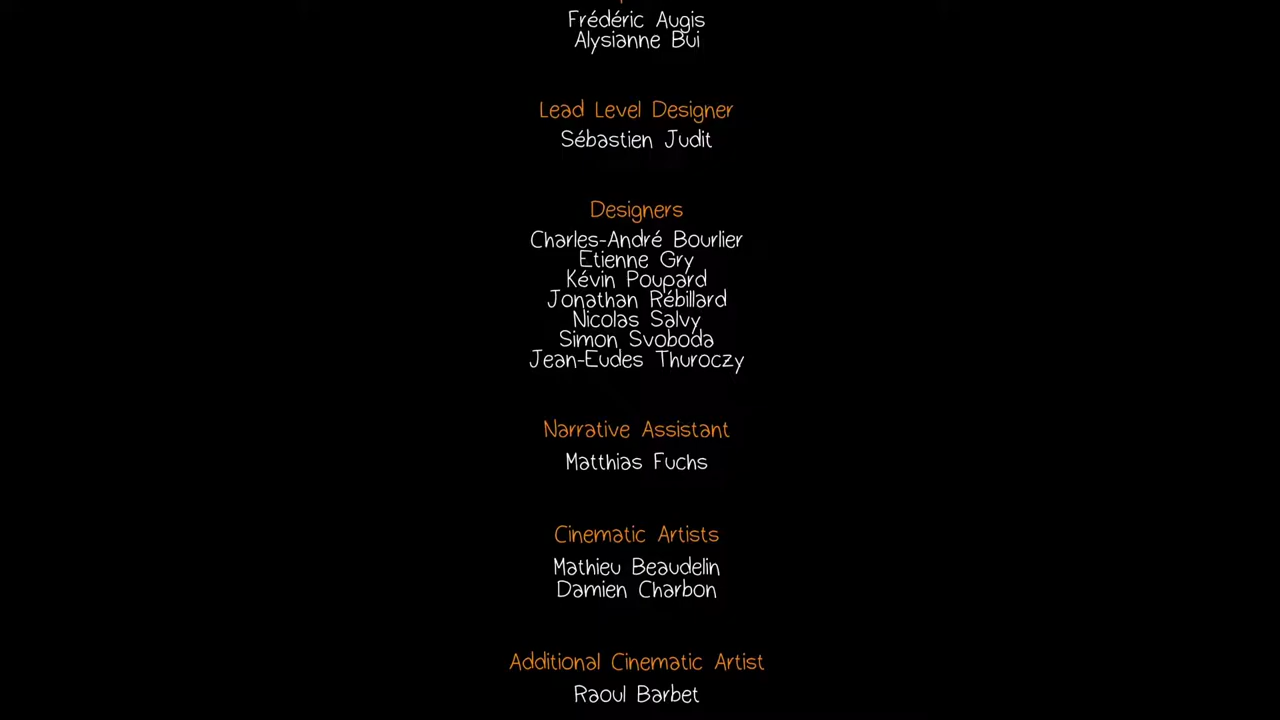 Frédéric Augis
Alysianne Bui
Lead Level Designer
Sébastien Judit
Designers
Charles-André Bourlier
Etienne Gry
Kévin Poupard
Jonathan Rébillard
Nicolas Salvy
Simon Svoboda
Jean-Eudes Thuroczy
Narrative Assistant
Matthias Fuchs
Cinematic Artists
Mathieu Beaudelin
Damien Charbon
Additional Cinematic Artist
Raoul Barbet